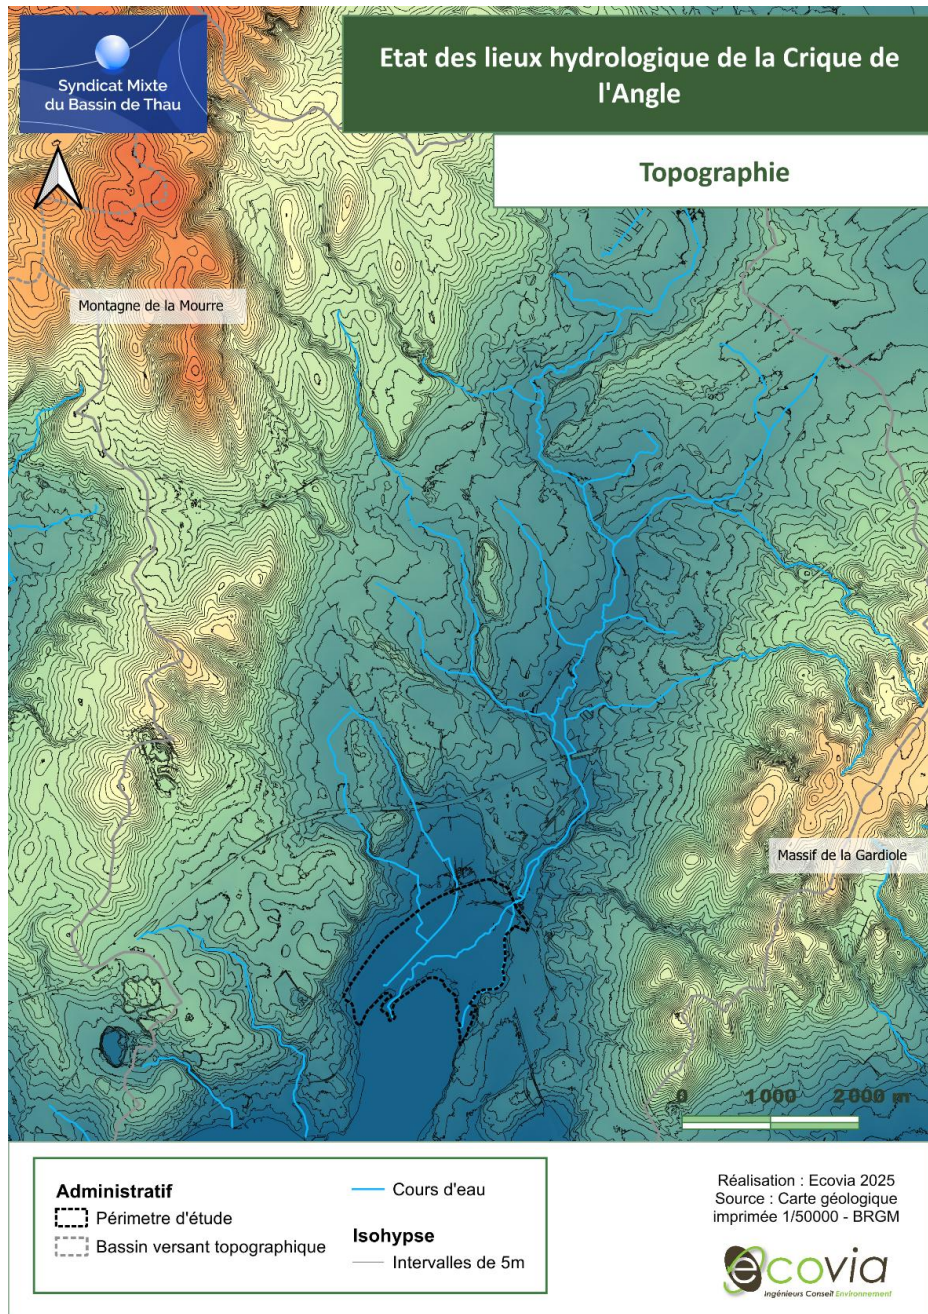 Syndicat Mixte
du Bassin de Thau
Etat des lieux hydrologique de la Crique de
l'Angle
Topographie
Montagne de la Mourre
Massif de la Gardiole
0 1 000 2 000 m
Administratif
Périmetre d'étude
Bassin versant topographique
Cours d'eau
Isohypse
Intervalles de 5m
Réalisation : Ecovia 2025
Source : Carte géologique
imprimée 1/50000 - BRGM
écovia
Ingénieurs Conseil Environnement